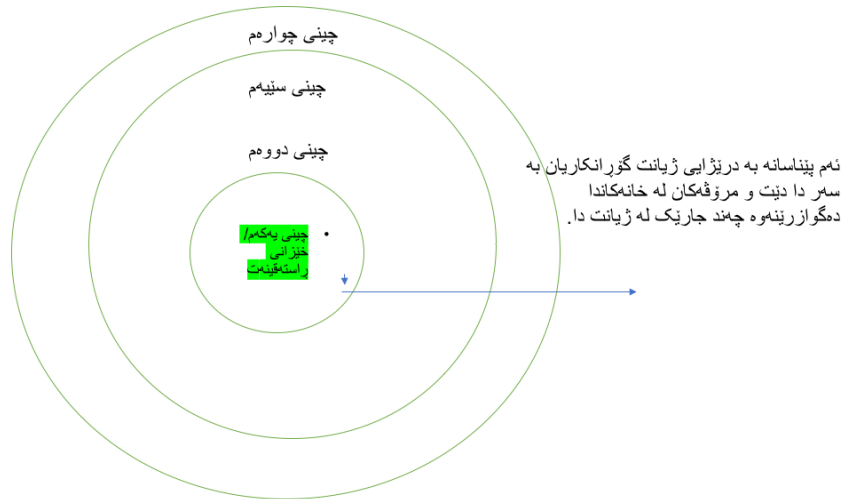 چینی چوارەم
چینی سێیەم
چینی دووەم
• چینی یەکەم/
خێزانی
ڕاستەقینەت
ئەم پێناسانە بە درێژایی ژیانت گۆڕانکاریان بە
سەر دا دێت و مرۆڤەکان لە خانەکاندا
دەگوازرێنەوە چەند جارێک لە ژیانت دا.